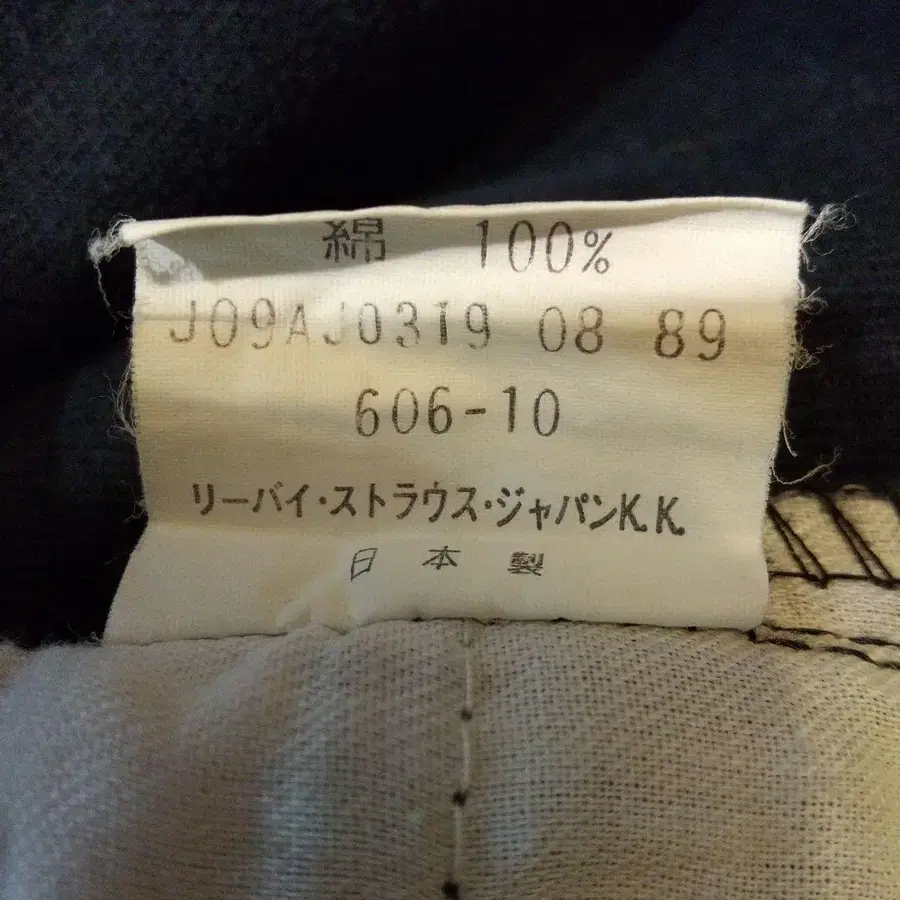 綿 100%
J09AJ0319 08 89
606-10
リーバイ・ストラウス・ジャパンK.K.
日本製